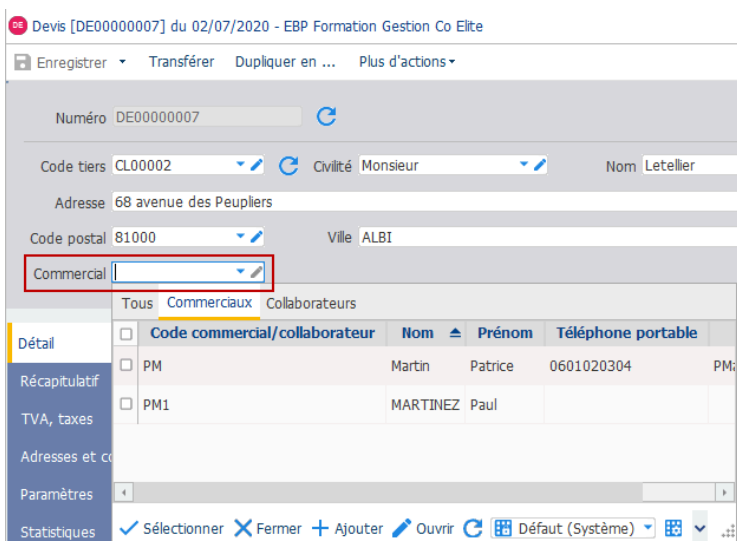 DE Devis [DE00000007] du 02/07/2020 - EBP Formation Gestion Co Elite
Enregistrer Transférer Dupliquer en ... Plus d'actions
Numéro DE00000007
Code tiers CL00002 Civilité Monsieur Nom Letellier
Adresse 68 avenue des Peupliers
Code postal 81000 Ville ALBI
Commercial
Tous Commerciaux Collaborateurs
Code commercial/collaborateur Nom Prénom Téléphone portable
Détail
PM Martin Patrice 0601020304
Récapitulatif
PM1 MARTINEZ Paul
TVA, taxes
Adresses et
Paramètres
Statistiques
Sélectionner Fermer Ajouter Ouvrir Défaut (Système)